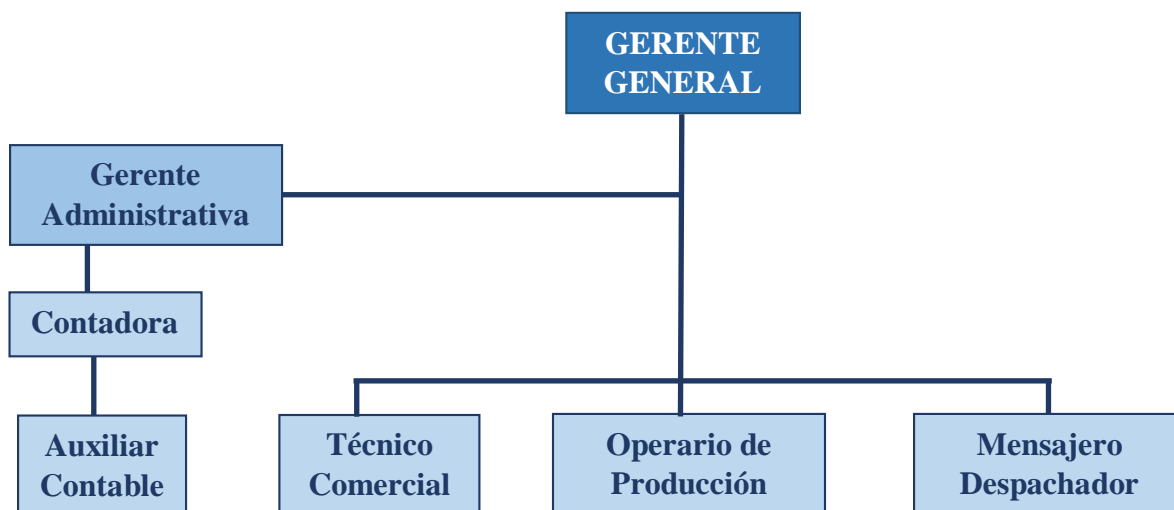 GERENTE
GENERAL
Gerente
Administrativa
Contadora
Auxiliar
Contable
Técnico
Comercial
Operario de
Producción
Mensajero
Despachador